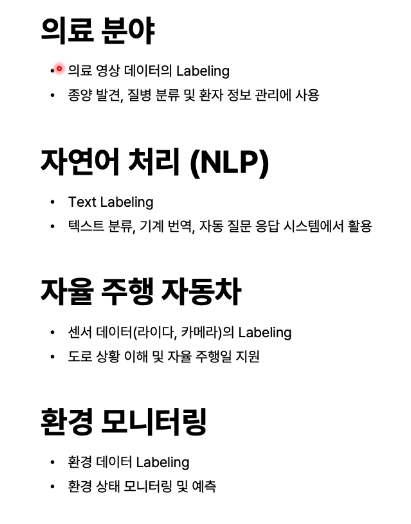 의료 분야
• 의료 영상 데이터의 Labeling
• 종양 발견, 질병 분류 및 환자 정보 관리에 사용
자연어 처리 (NLP)
• Text Labeling
• 텍스트 분류, 기계 번역, 자동 질문 응답 시스템에서 활용
자율 주행 자동차
• 센서 데이터(라이다, 카메라)의 Labeling
• 도로 상황 이해 및 자율 주행일 지원
환경 모니터링
• 환경 데이터 Labeling
• 환경 상태 모니터링 및 예측